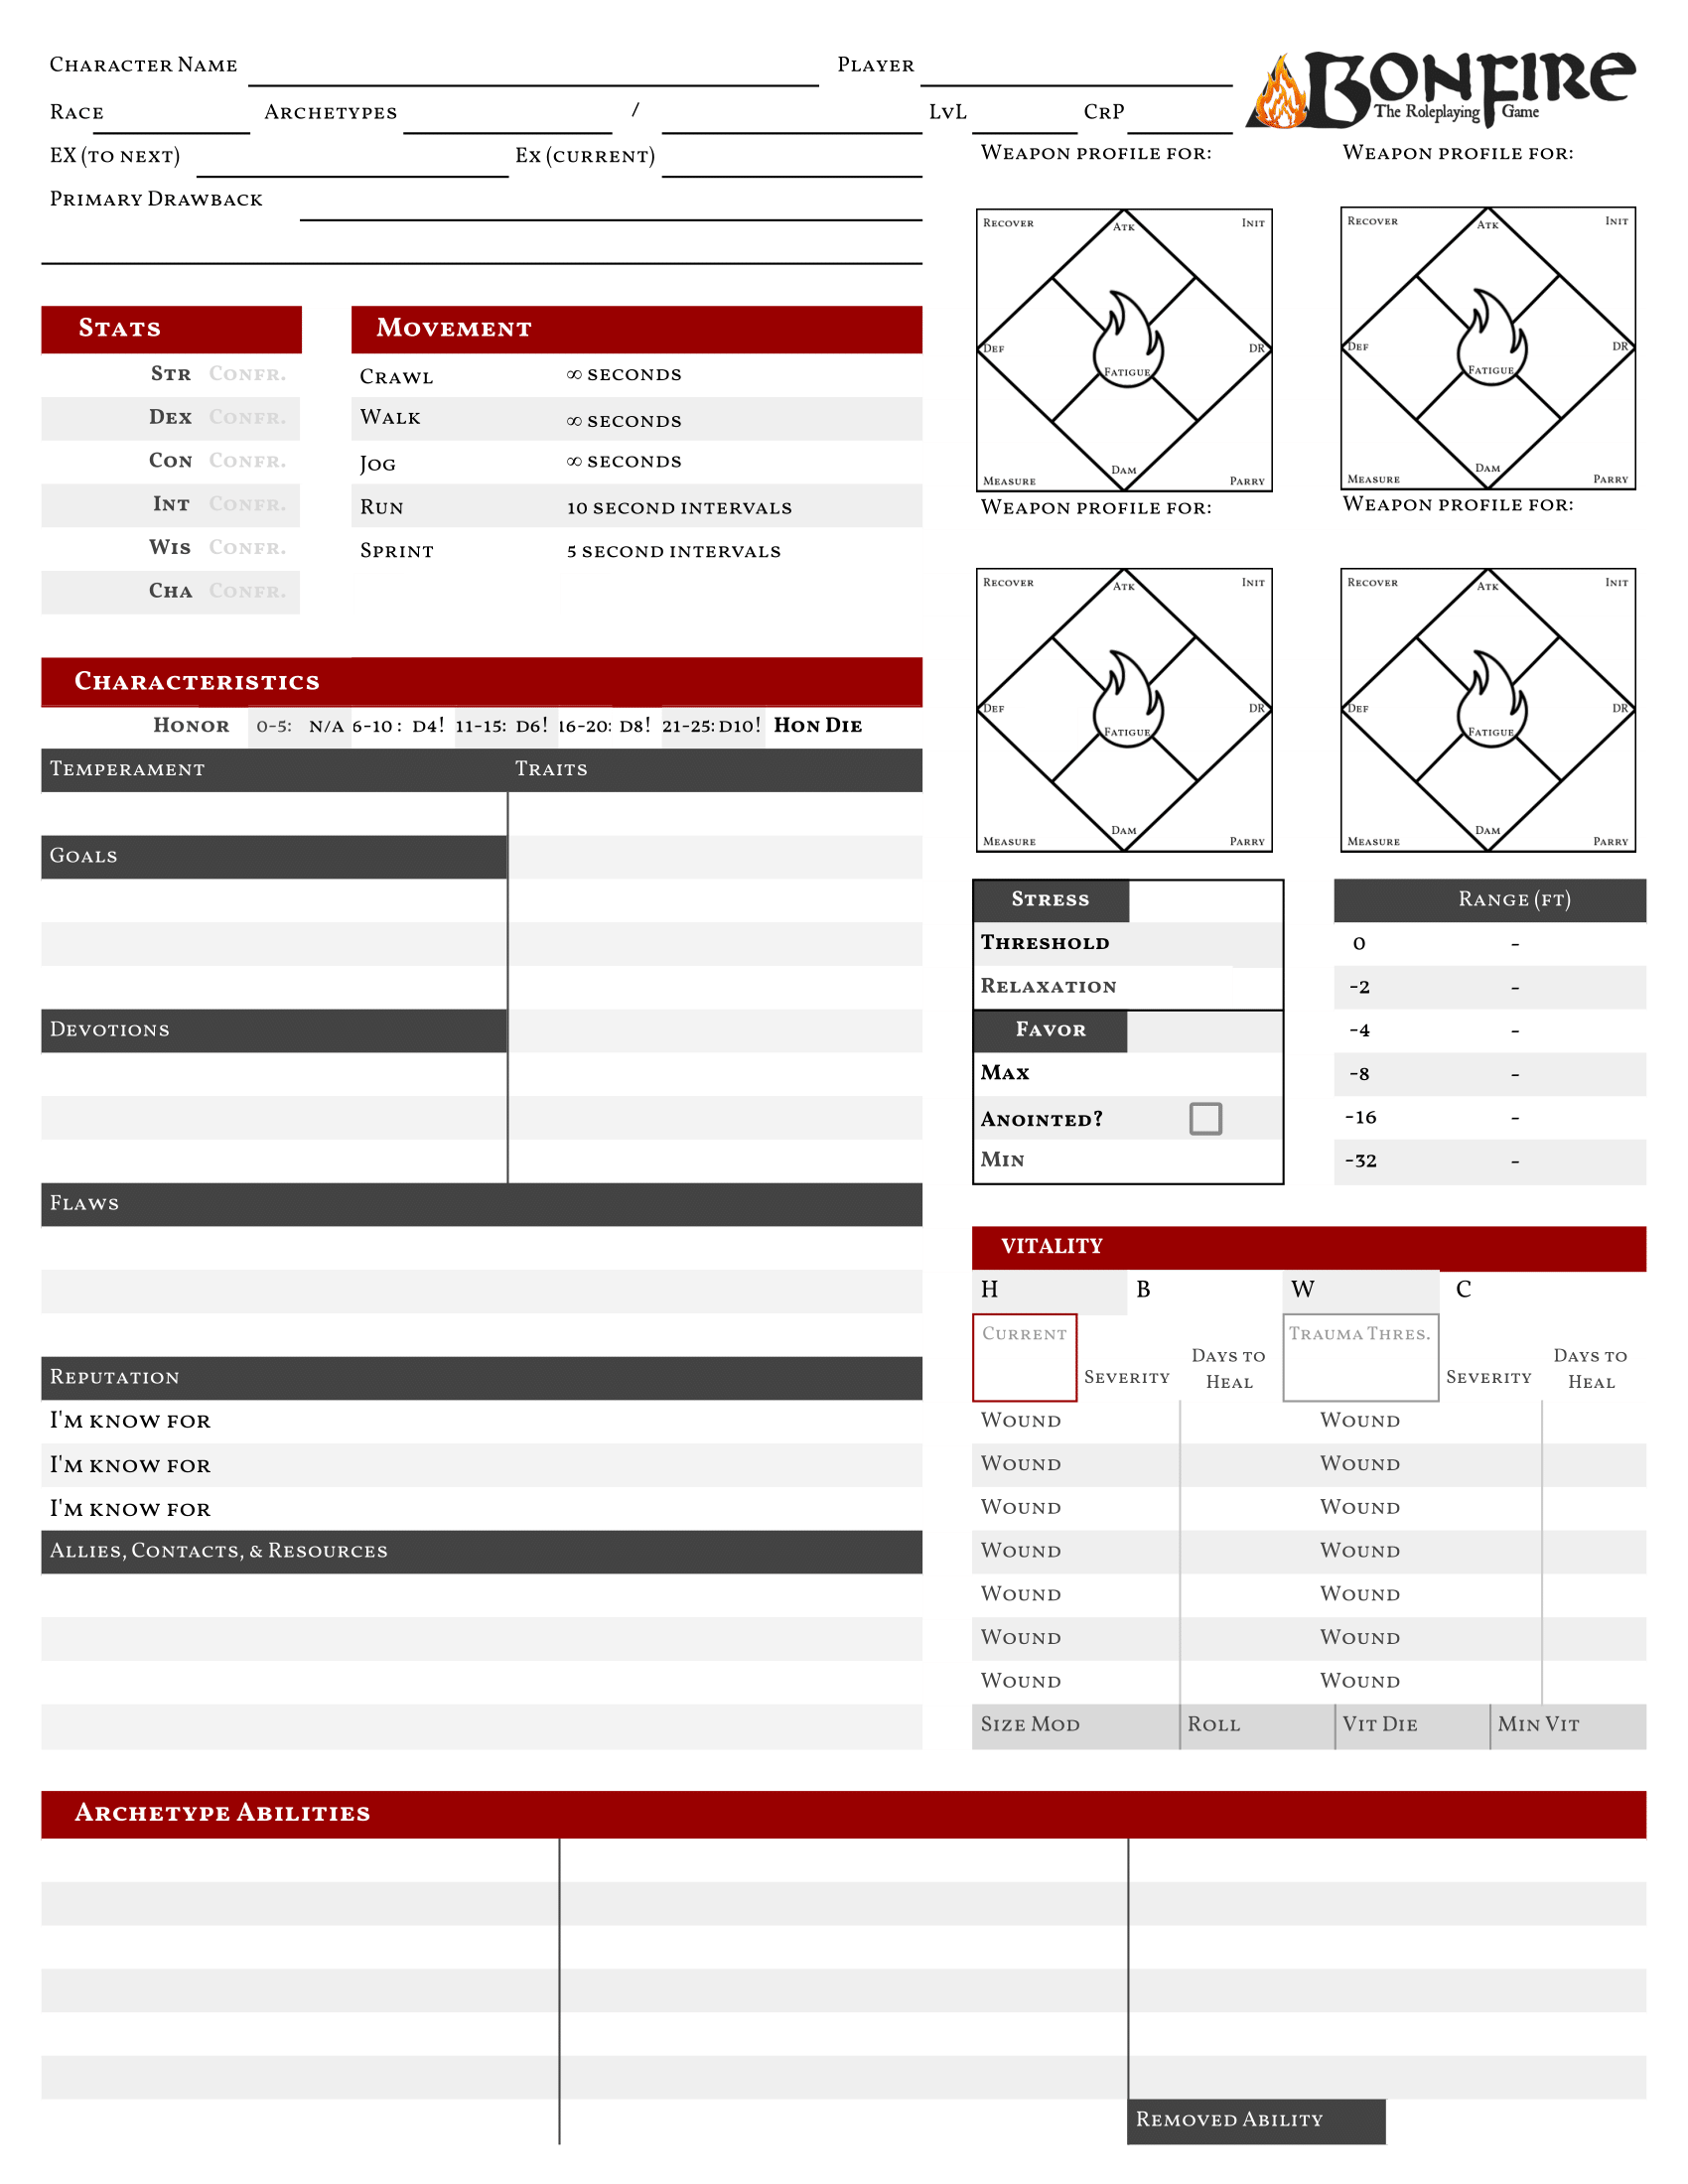 Character Name
Player
Bonfire
The Roleplaying Game
Race
Archetypes
/
LvL
CrP
EX (to next)
Ex (current)
Primary Drawback
Weapon profile for:
Weapon profile for:
Recover
Atk
Init
Def
DR
Fatigue
Measure
Dam
Parry
Recover
Atk
Init
Def
DR
Fatigue
Measure
Dam
Parry
Weapon profile for:
Weapon profile for:
Recover
Atk
Init
Def
DR
Fatigue
Measure
Dam
Parry
Recover
Atk
Init
Def
DR
Fatigue
Measure
Dam
Parry
Stats
Str Confr.
Dex Confr.
Con Confr.
Int Confr.
Wis Confr.
Cha Confr.
Movement
Crawl ∞ seconds
Walk ∞ seconds
Jog ∞ seconds
Run 10 second intervals
Sprint 5 second intervals
Characteristics
Honor 0-5: N/A 6-10 : D4! 11-15: D6! 16-20: D8! 21-25: D10! Hon Die
Temperament
Traits
Goals
Devotions
Flaws
Reputation
I'm know for
I'm know for
I'm know for
Allies, Contacts, & Resources
Stress
Threshold
Relaxation
Favor
Max
Anointed?
Min
Range (ft)
0 -
-2 -
-4 -
-8 -
-16 -
-32 -
VITALITY
H B W C
Current
Severity
Days to
Heal
Trauma Thres.
Severity
Days to
Heal
Wound Wound
Wound Wound
Wound Wound
Wound Wound
Wound Wound
Wound Wound
Wound Wound
Size Mod Roll Vit Die Min Vit
Archetype Abilities
Removed Ability